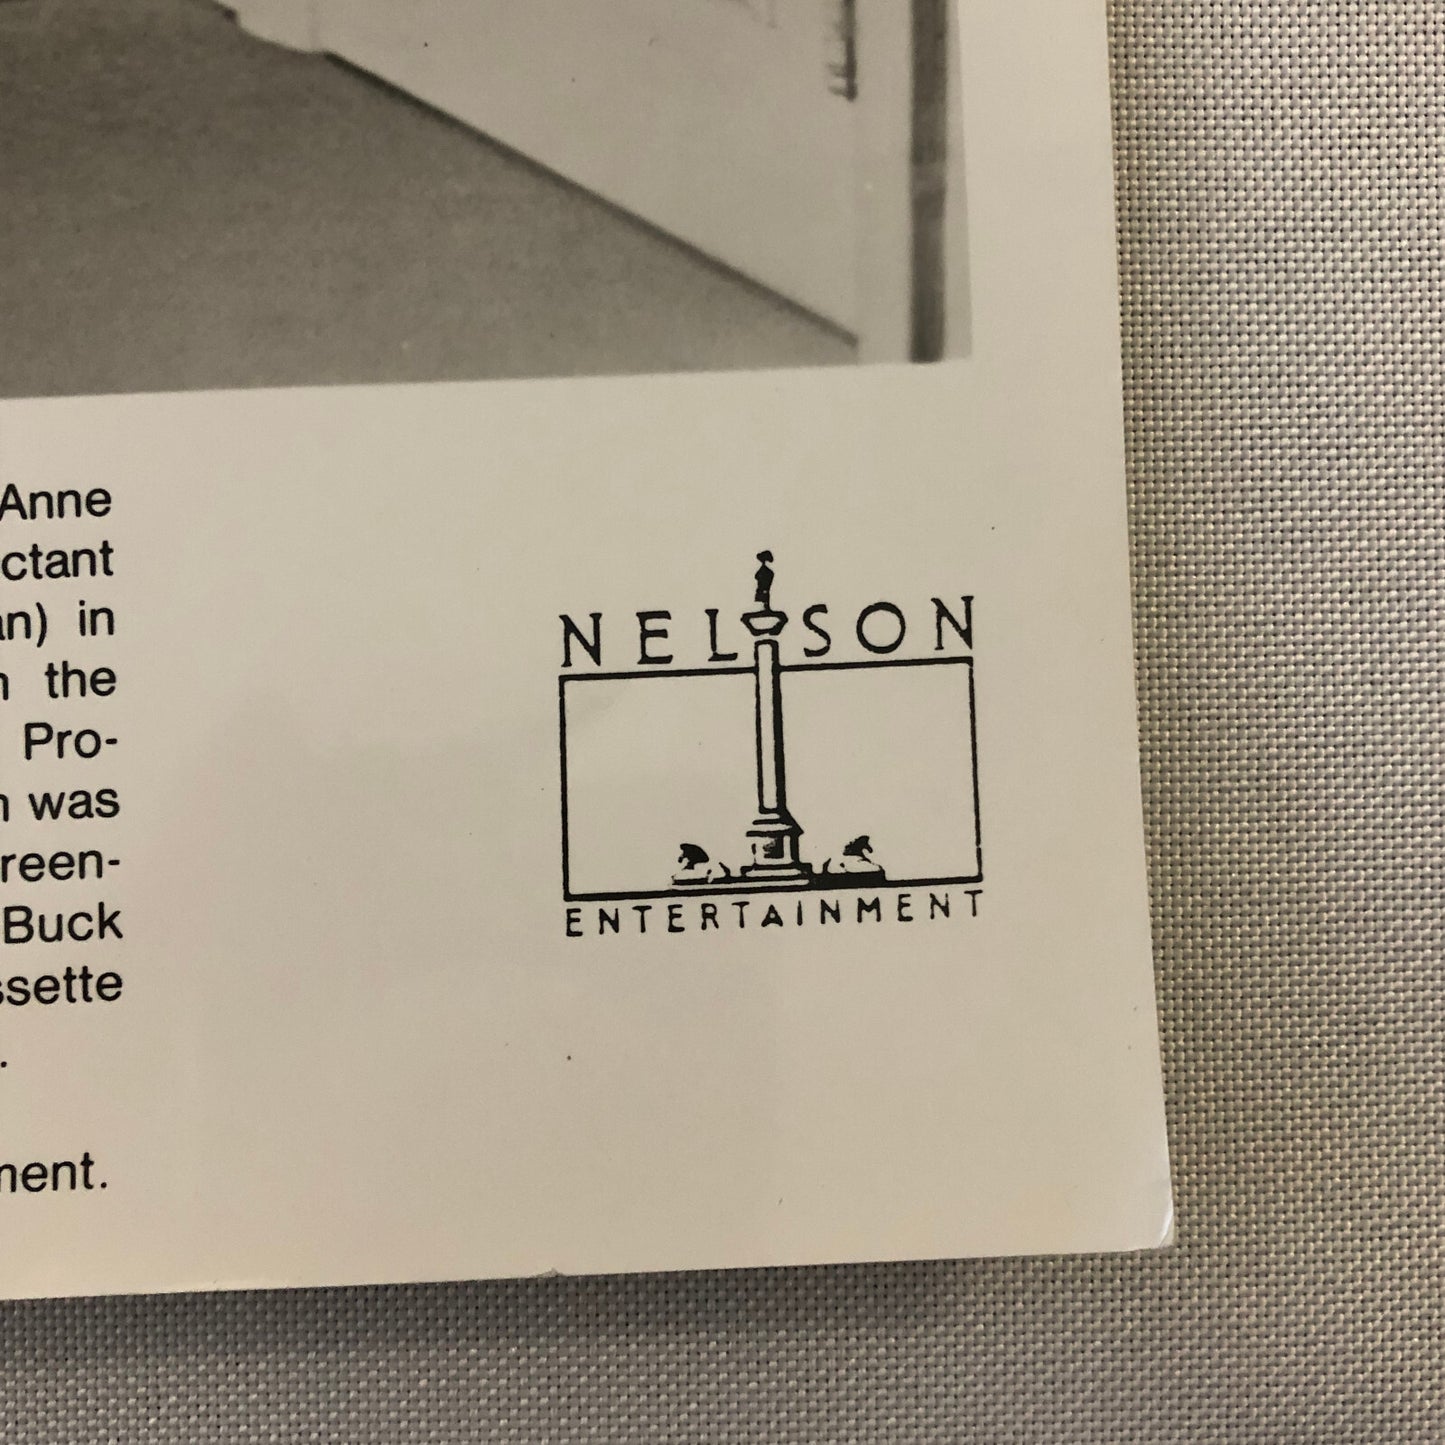 Anne
ctant
an) in
the
Pro-
was
reen-
Buck
ssette
.
ment.
NELSON
ENTERTAINMENT